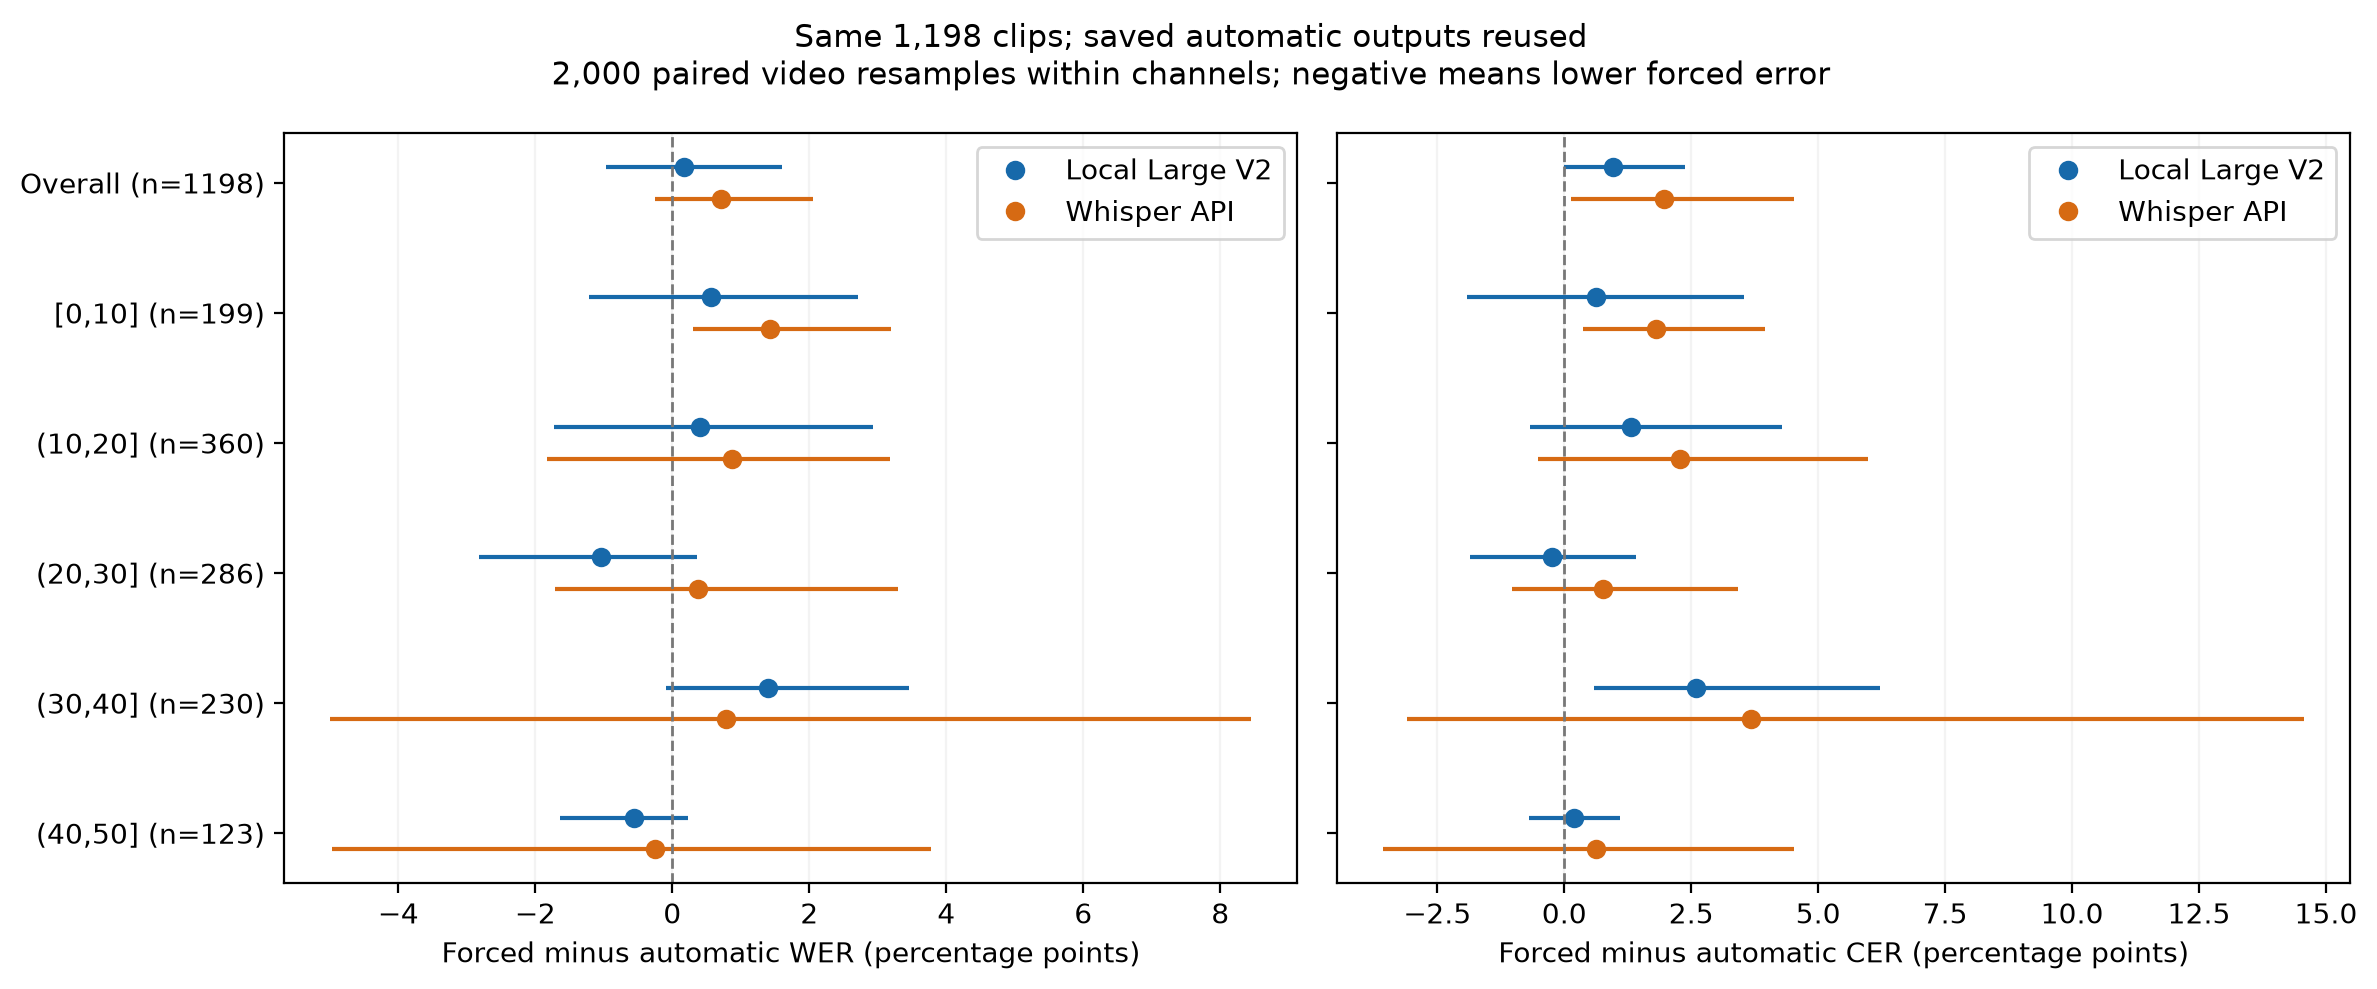 Same 1,198 clips; saved automatic outputs reused
2,000 paired video resamples within channels; negative means lower forced error
Overall (n=1198)
[0,10] (n=199)
(10,20] (n=360)
(20,30] (n=286)
(30,40] (n=230)
(40,50] (n=123)
Local Large V2
Whisper API
−4 −2 0 2 4 6 8
Forced minus automatic WER (percentage points)
Local Large V2
Whisper API
−2.5 0.0 2.5 5.0 7.5 10.0 12.5 15.0
Forced minus automatic CER (percentage points)